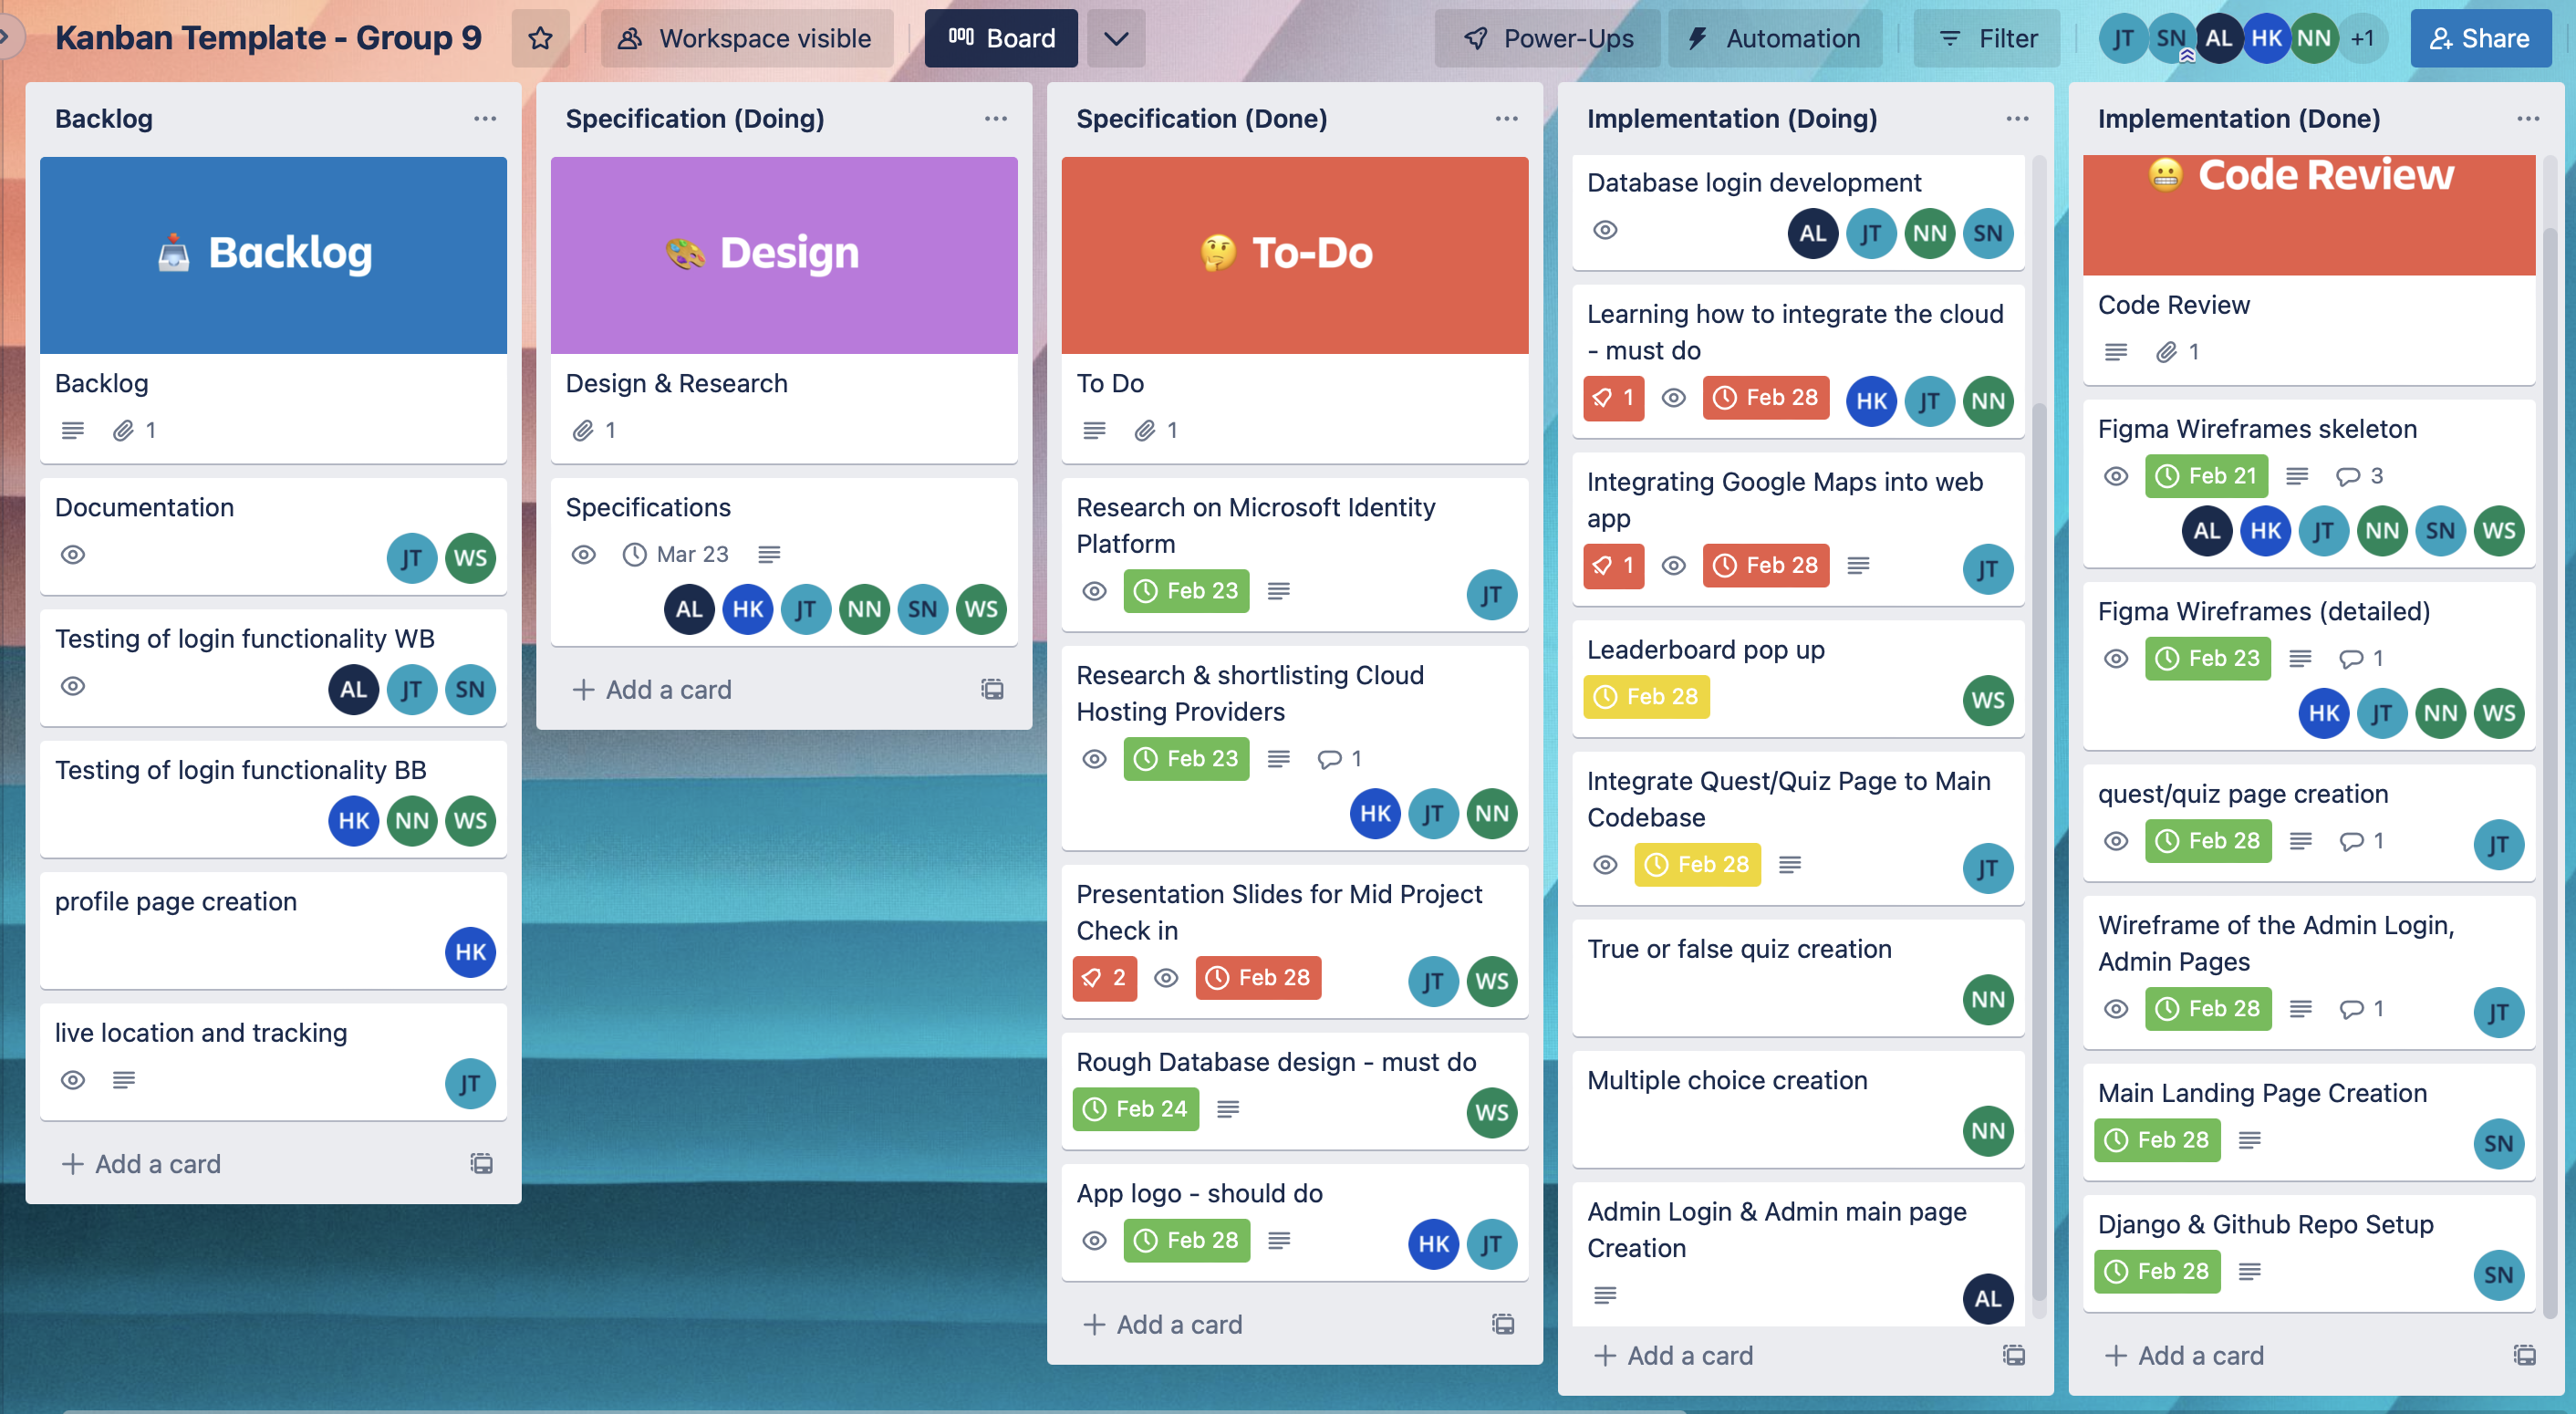 Kanban Template - Group 9
Workspace visible
Board
Power-Ups
Automation
Filter
JT SN AL HK NN +1
Share
Backlog
Backlog
Backlog
1
Documentation
JT WS
Testing of login functionality WB
AL JT SN
Testing of login functionality BB
HK NN WS
profile page creation
HK
live location and tracking
JT
+ Add a card
Specification (Doing)
Design
Design & Research
1
Specifications
Mar 23
AL HK JT NN SN WS
+ Add a card
Specification (Done)
To-Do
To Do
1
Research on Microsoft Identity
Platform
Feb 23
JT
Research & shortlisting Cloud
Hosting Providers
Feb 23 1
HK JT NN
Presentation Slides for Mid Project
Check in
2 Feb 28
JT WS
Rough Database design - must do
Feb 24
WS
App logo - should do
Feb 28
HK JT
+ Add a card
Implementation (Doing)
Database login development
AL JT NN SN
Learning how to integrate the cloud
- must do
1 Feb 28
HK JT NN
Integrating Google Maps into web
app
1 Feb 28
JT
Leaderboard pop up
Feb 28
WS
Integrate Quest/Quiz Page to Main
Codebase
Feb 28
JT
True or false quiz creation
NN
Multiple choice creation
NN
Admin Login & Admin main page
Creation
AL
+ Add a card
Implementation (Done)
Code Review
Code Review
1
Figma Wireframes skeleton
Feb 21 3
AL HK JT NN SN WS
Figma Wireframes (detailed)
Feb 23 1
HK JT NN WS
quest/quiz page creation
Feb 28 1
JT
Wireframe of the Admin Login,
Admin Pages
Feb 28 1
JT
Main Landing Page Creation
Feb 28
SN
Django & Github Repo Setup
Feb 28
SN
+ Add a card